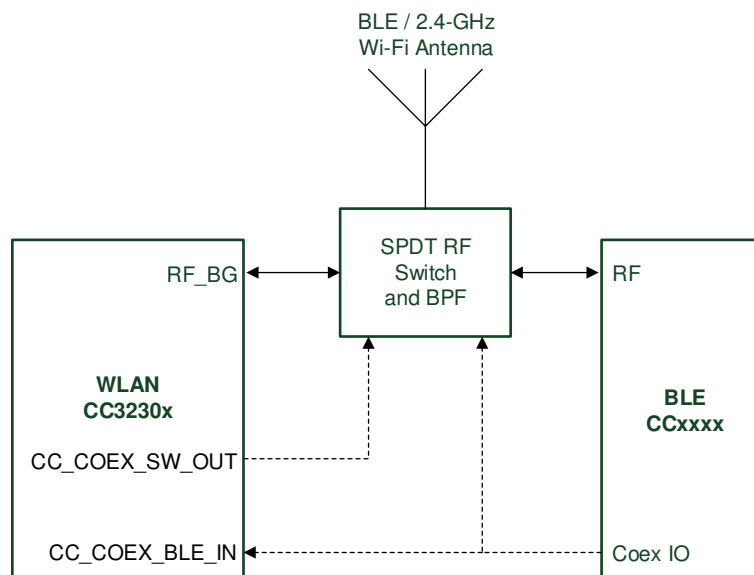 BLE / 2.4-GHz
Wi-Fi Antenna
SPDT RF
Switch
and BPF
RF_BG
RF
WLAN
CC3230x
BLE
CCxxxx
CC_COEX_SW_OUT
CC_COEX_BLE_IN
Coex IO